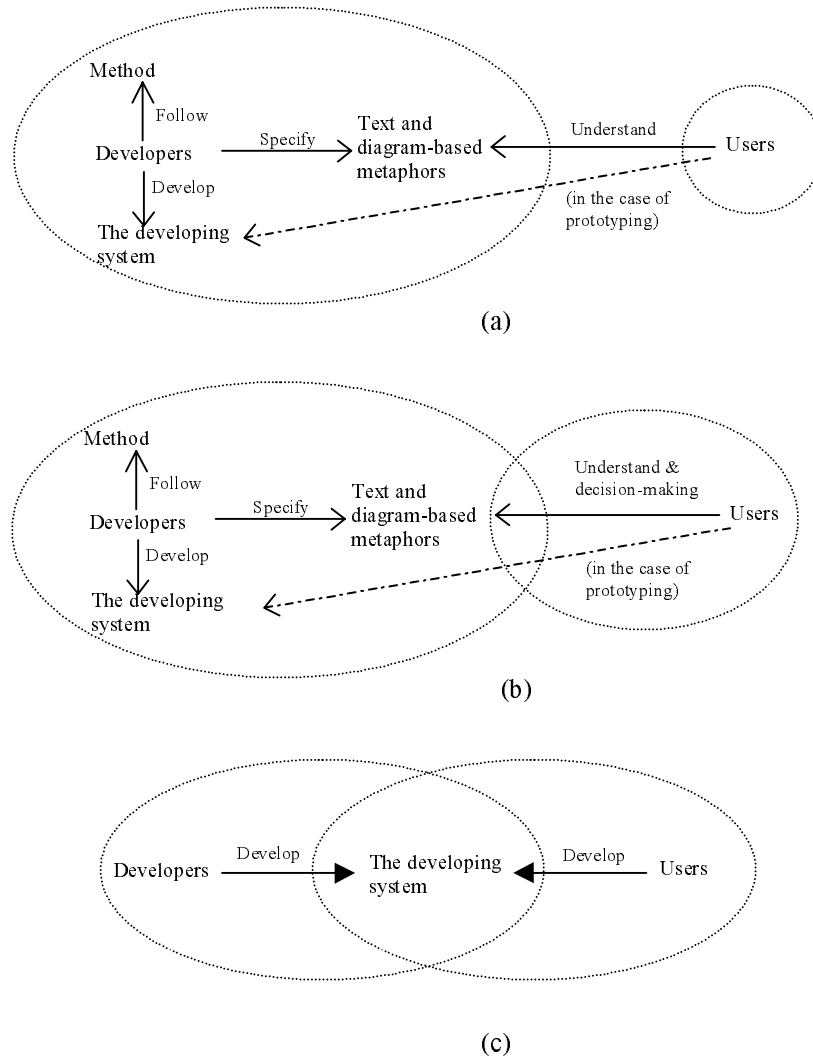 Method
Follow
Text and
diagram-based
metaphors
Specify
Understand
Users
Developers
Develop
(in the case of
prototyping)
The developing
system
(a)
Method
Follow
Understand &
decision-making
Text and
diagram-based
metaphors
Specify
Users
Developers
Develop
(in the case of
prototyping)
The developing
system
(b)
Developers
Develop
The developing
system
Develop
Users
(c)